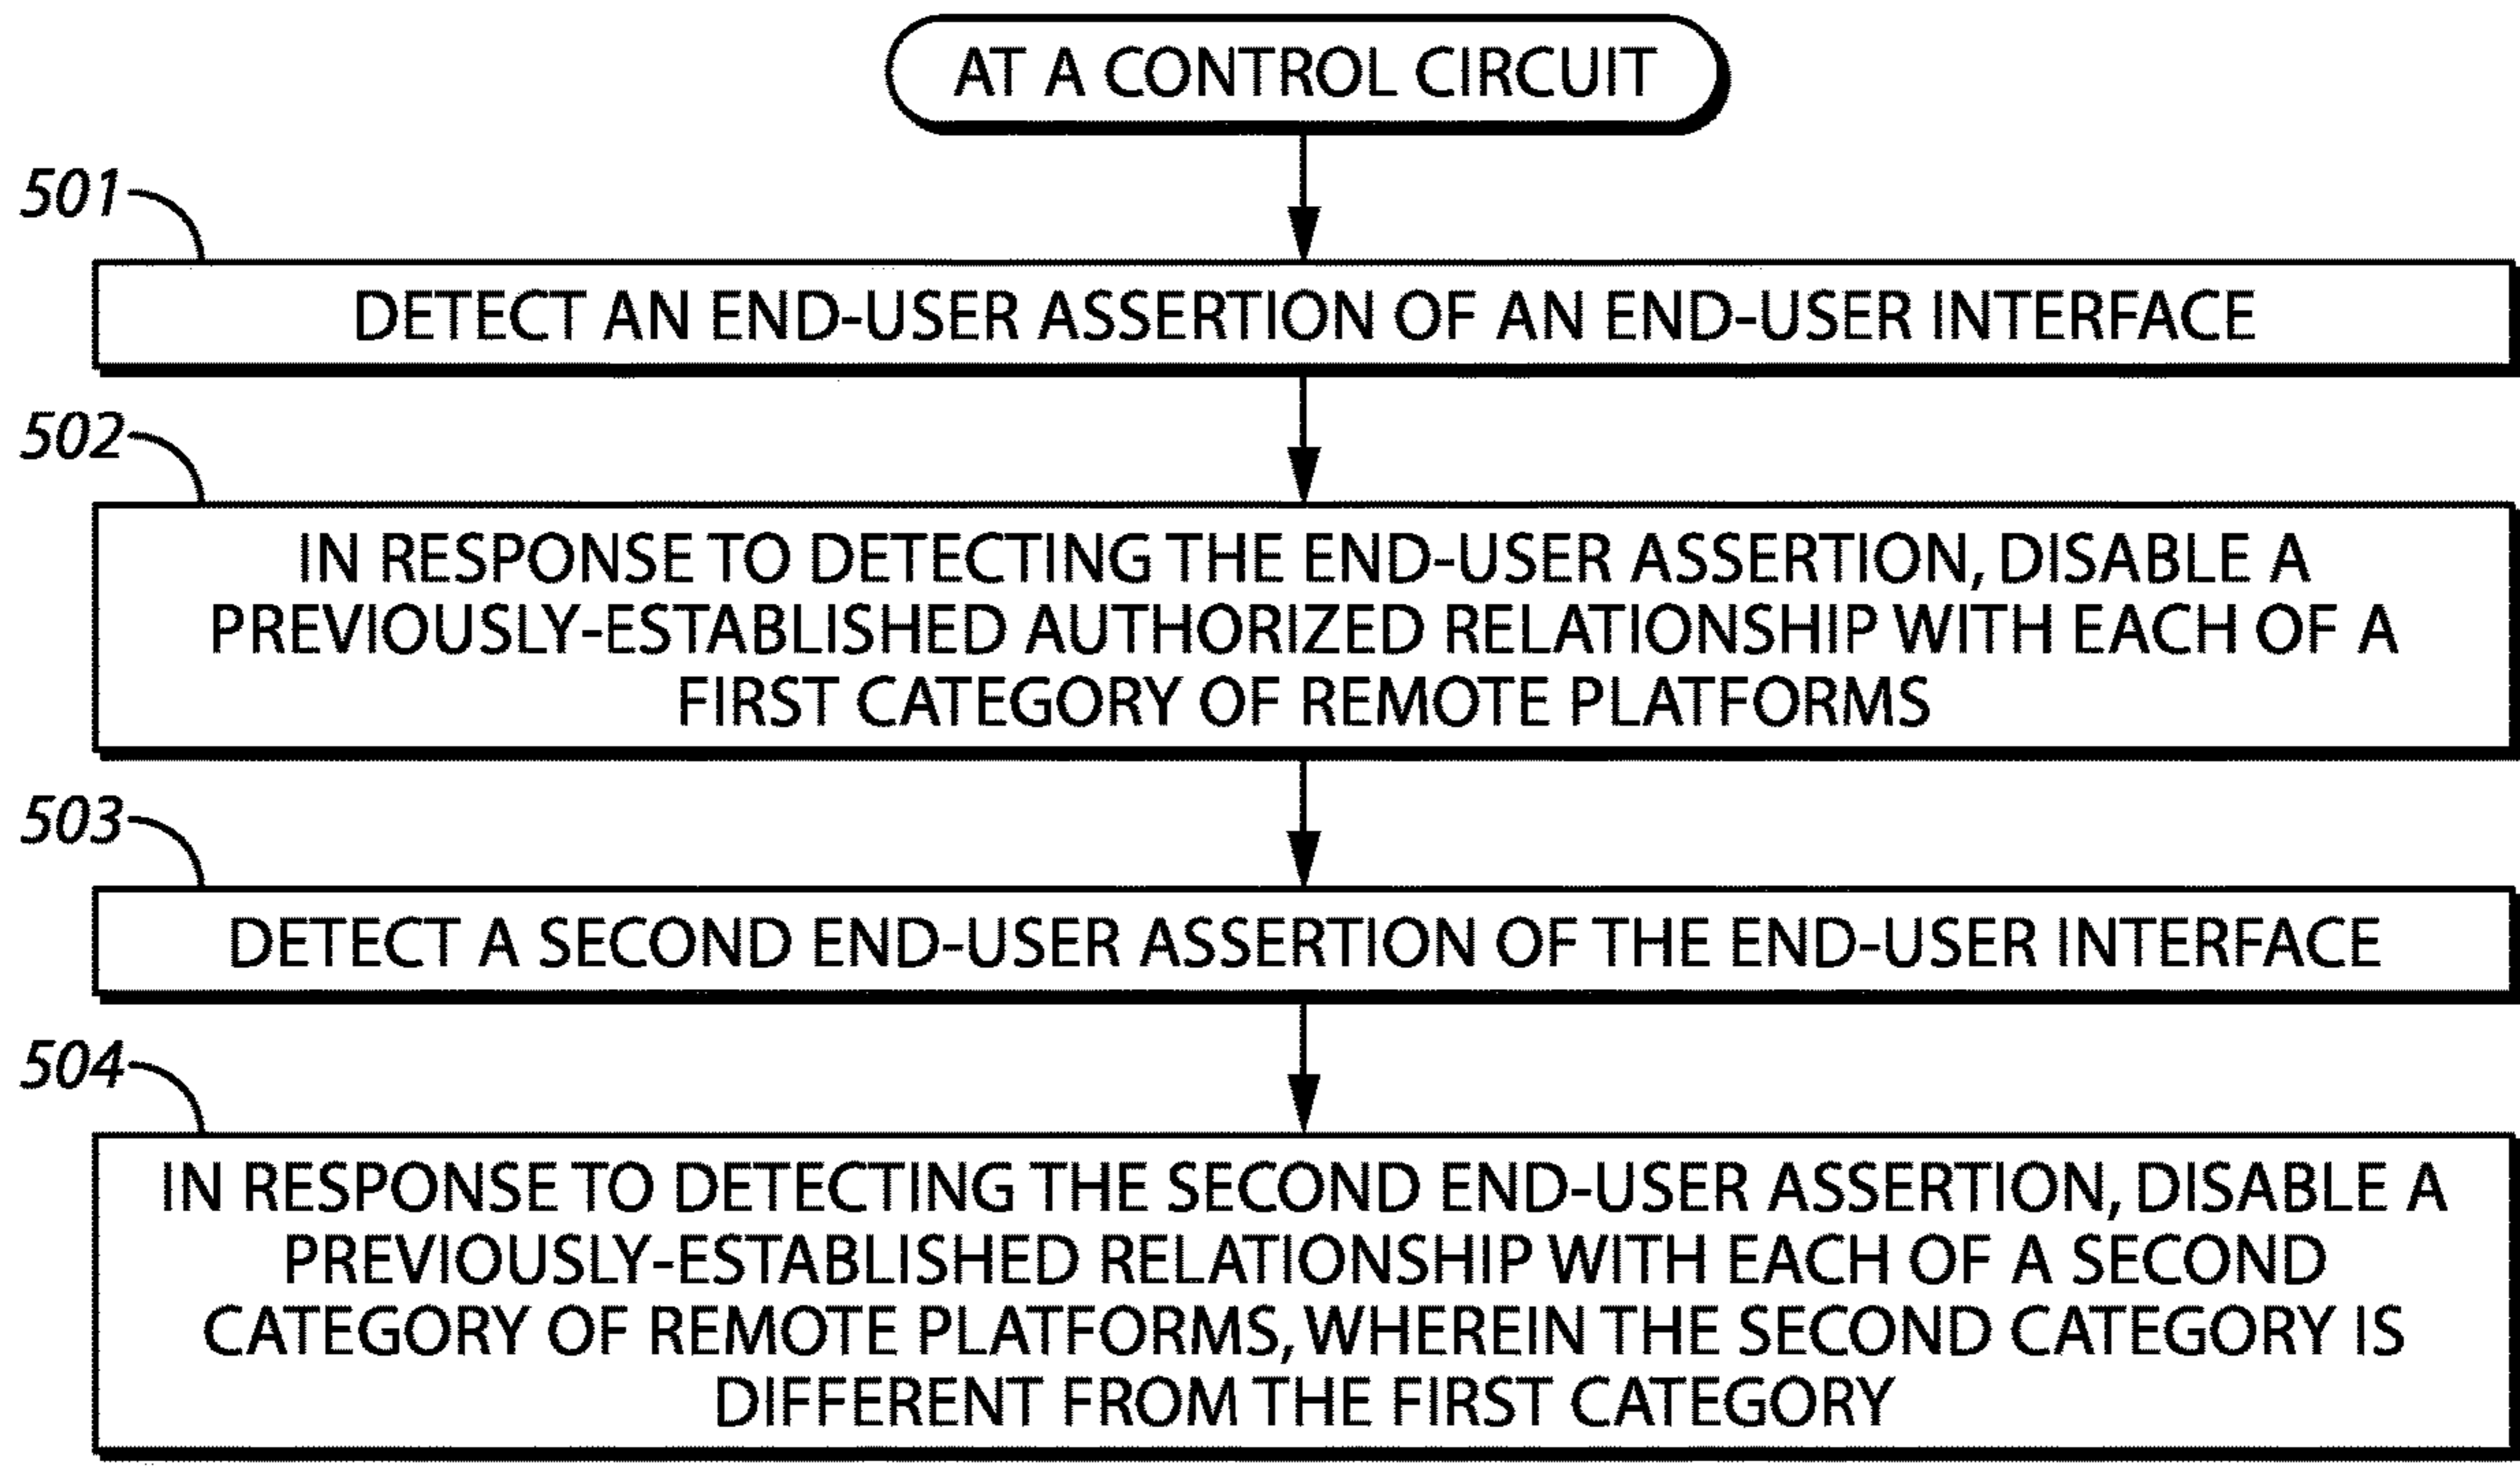 AT A CONTROL CIRCUIT
501
DETECT AN END-USER ASSERTION OF AN END-USER INTERFACE
502
IN RESPONSE TO DETECTING THE END-USER ASSERTION, DISABLE A
PREVIOUSLY-ESTABLISHED AUTHORIZED RELATIONSHIP WITH EACH OF A
FIRST CATEGORY OF REMOTE PLATFORMS
503
DETECT A SECOND END-USER ASSERTION OF THE END-USER INTERFACE
504
IN RESPONSE TO DETECTING THE SECOND END-USER ASSERTION, DISABLE A
PREVIOUSLY-ESTABLISHED RELATIONSHIP WITH EACH OF A SECOND
CATEGORY OF REMOTE PLATFORMS, WHEREIN THE SECOND CATEGORY IS
DIFFERENT FROM THE FIRST CATEGORY